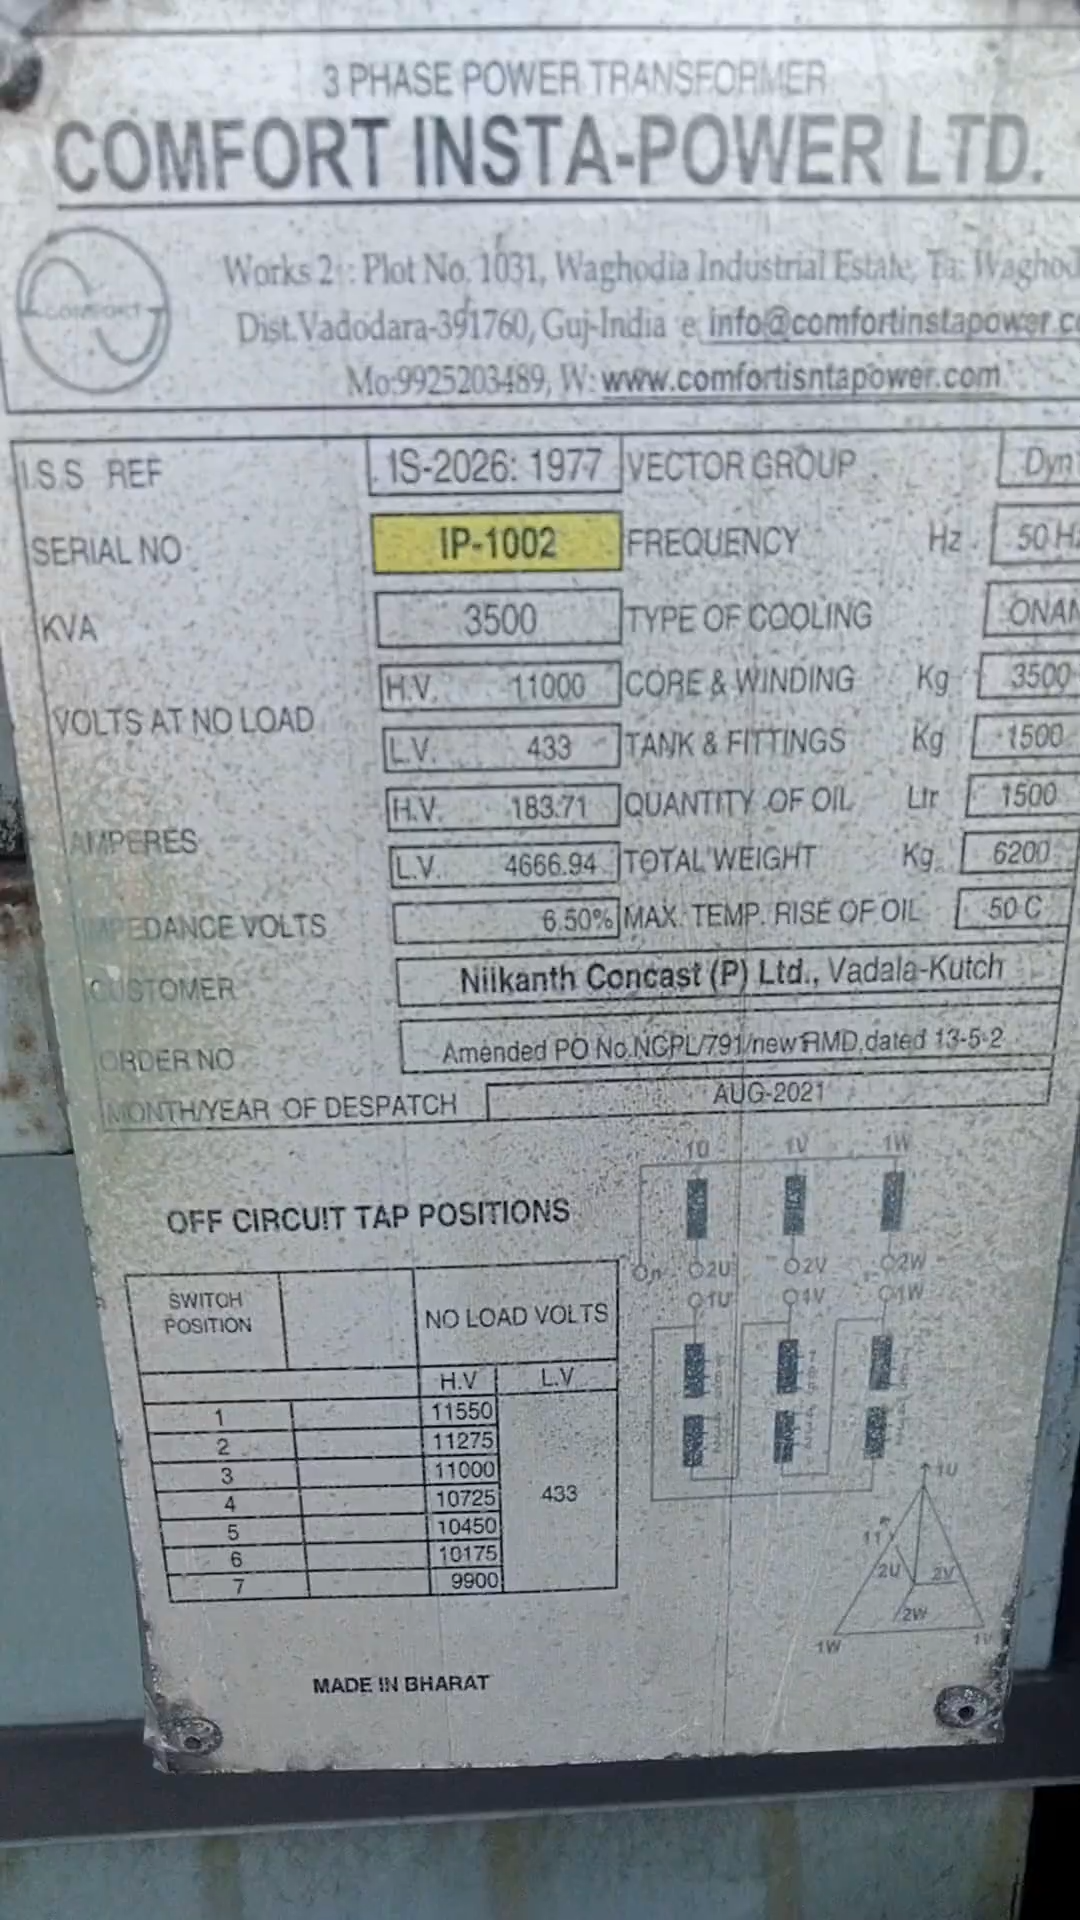 3 PHASE POWER TRANSFORMER
COMFORT INSTA-POWER LTD.
COMFORT
Works 2 : Plot No. 1031, Waghodia Industrial Estate, Ta: Waghod
Dist.Vadodara-391760, Guj-India e info@comfortinstapower.c
Mo:9925203489, W: www.comfortisntapower.com
I.S.S REF 1S-2026: 1977 VECTOR GROUP Dyn
SERIAL NO IP-1002 FREQUENCY Hz 50 Hz
KVA 3500 TYPE OF COOLING ONAN
VOLTS AT NO LOAD H.V. 11000 CORE & WINDING Kg 3500
L.V. 433 TANK & FITTINGS Kg 1500
AMPERES H.V. 183.71 QUANTITY OF OIL Ltr 1500
L.V. 4666.94 TOTAL WEIGHT Kg. 6200
IMPEDANCE VOLTS 6.50% MAX. TEMP. RISE OF OIL 50 C
CUSTOMER Nilkanth Concast (P) Ltd., Vadala-Kutch
ORDER NO Amended PO No.NCPL/791/new RMD,dated 13-5-2
MONTH/YEAR OF DESPATCH AUG-2021
OFF CIRCUIT TAP POSITIONS
SWITCH POSITION NO LOAD VOLTS
H.V L.V
1 11550
2 11275
3 11000
4 10725 433
5 10450
6 10175
7 9900
1U 1V 1W
n 2U 2V 2W
1U 1V 1W
1U
11
2U 2V
2W
1W 1V
MADE IN BHARAT